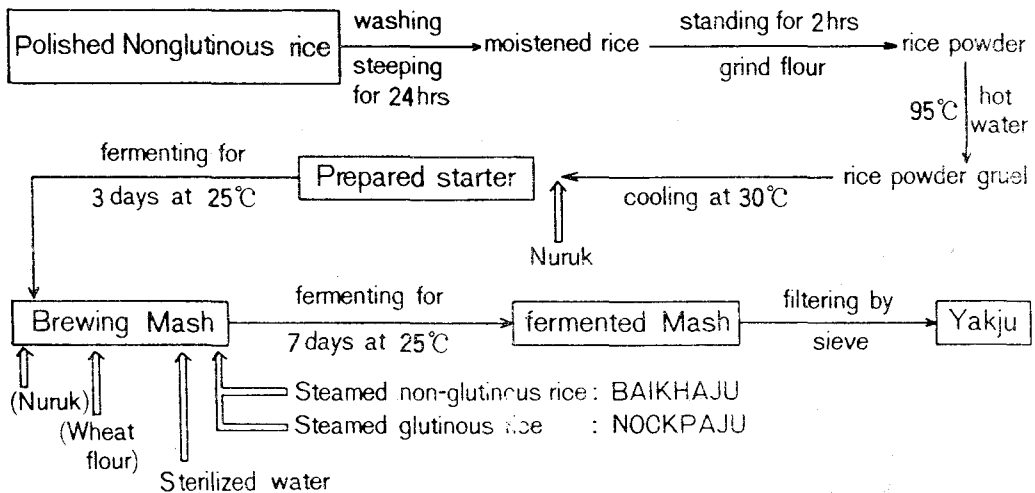 Polished Nonglutinous rice
washing
steeping
for 24hrs
moistened rice
standing for 2hrs
grind flour
rice powder
95℃
hot
water
rice powder gruel
cooling at 30℃
Nuruk
Prepared starter
fermenting for
3 days at 25℃
Brewing Mash
fermenting for
7 days at 25℃
fermented Mash
filtering by
sieve
Yakju
(Nuruk)
(Wheat
flour)
Sterilized water
Steamed non-glutinous rice : BAIKHAJU
Steamed glutinous rice : NOCKPAJU